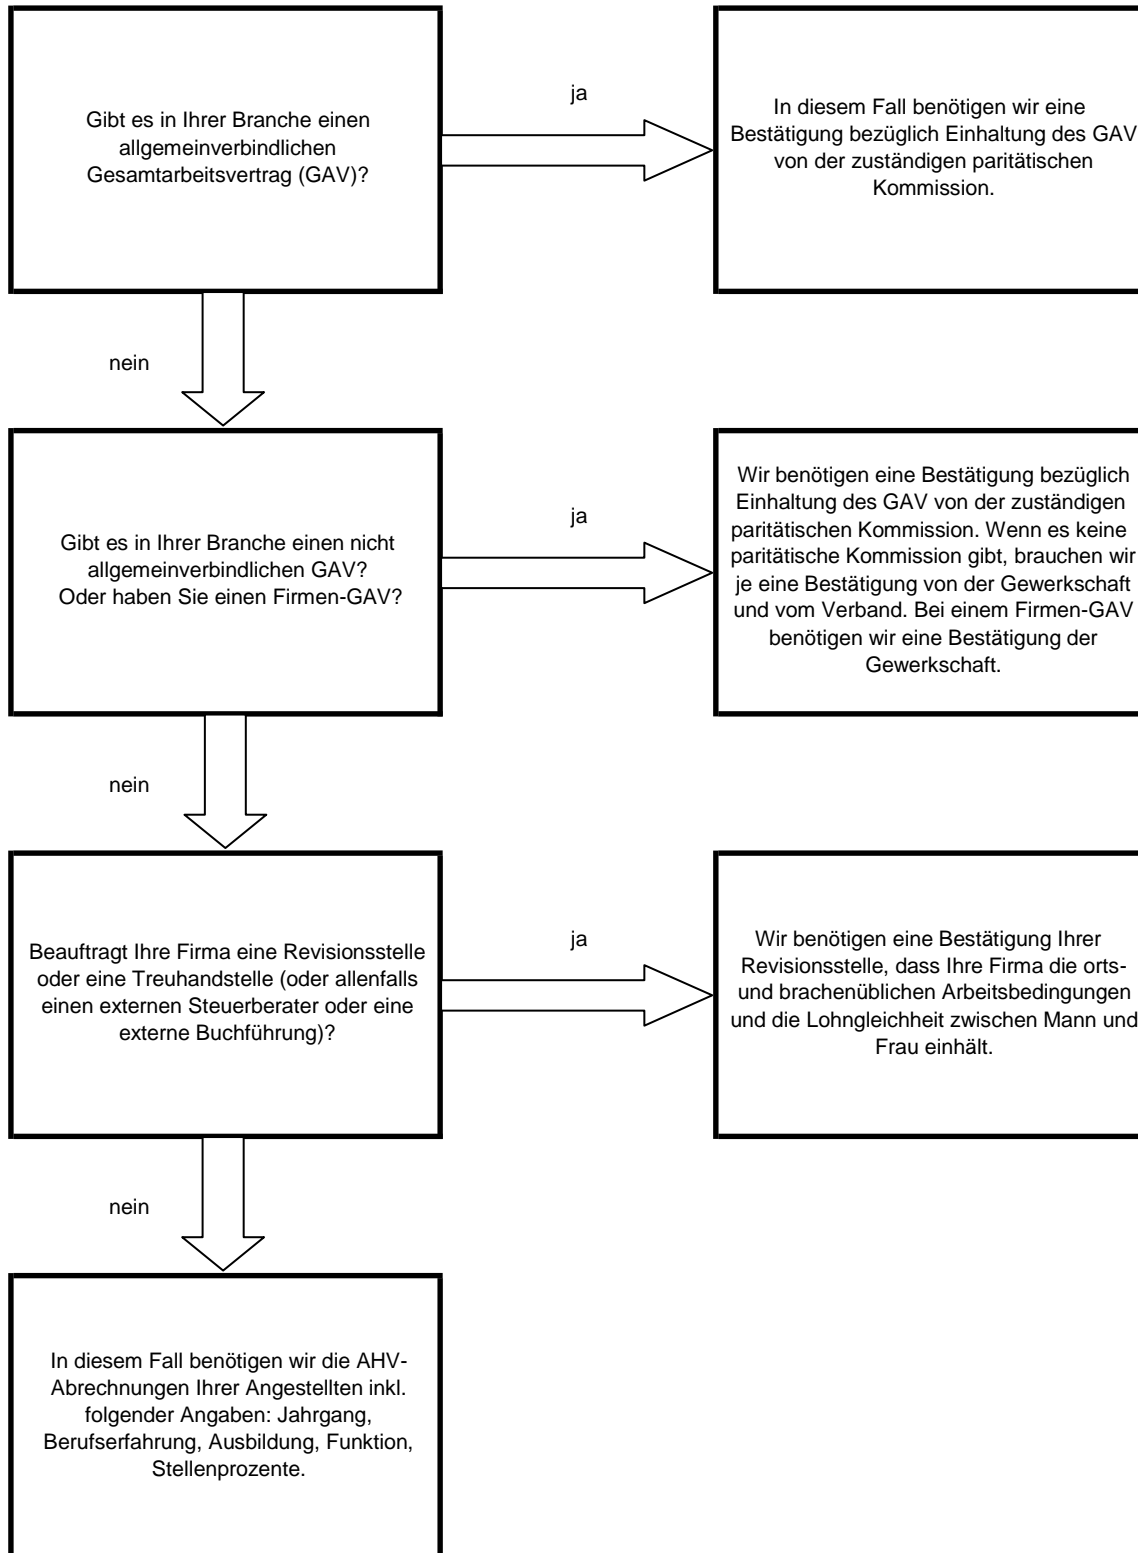 Gibt es in Ihrer Branche einen
allgemeinverbindlichen
Gesamtarbeitsvertrag (GAV)?
ja
In diesem Fall benötigen wir eine
Bestätigung bezüglich Einhaltung des GAV
von der zuständigen paritätischen
Kommission.
nein
Gibt es in Ihrer Branche einen nicht
allgemeinverbindlichen GAV?
Oder haben Sie einen Firmen-GAV?
ja
Wir benötigen eine Bestätigung bezüglich
Einhaltung des GAV von der zuständigen
paritätischen Kommission. Wenn es keine
paritätische Kommission gibt, brauchen wir
je eine Bestätigung von der Gewerkschaft
und vom Verband. Bei einem Firmen-GAV
benötigen wir eine Bestätigung der
Gewerkschaft.
nein
Beauftragt Ihre Firma eine Revisionsstelle
oder eine Treuhandstelle (oder allenfalls
einen externen Steuerberater oder eine
externe Buchführung)?
ja
Wir benötigen eine Bestätigung Ihrer
Revisionsstelle, dass Ihre Firma die orts-
und brachenüblichen Arbeitsbedingungen
und die Lohngleichheit zwischen Mann und
Frau einhält.
nein
In diesem Fall benötigen wir die AHV-
Abrechnungen Ihrer Angestellten inkl.
folgender Angaben: Jahrgang,
Berufserfahrung, Ausbildung, Funktion,
Stellenprozente.